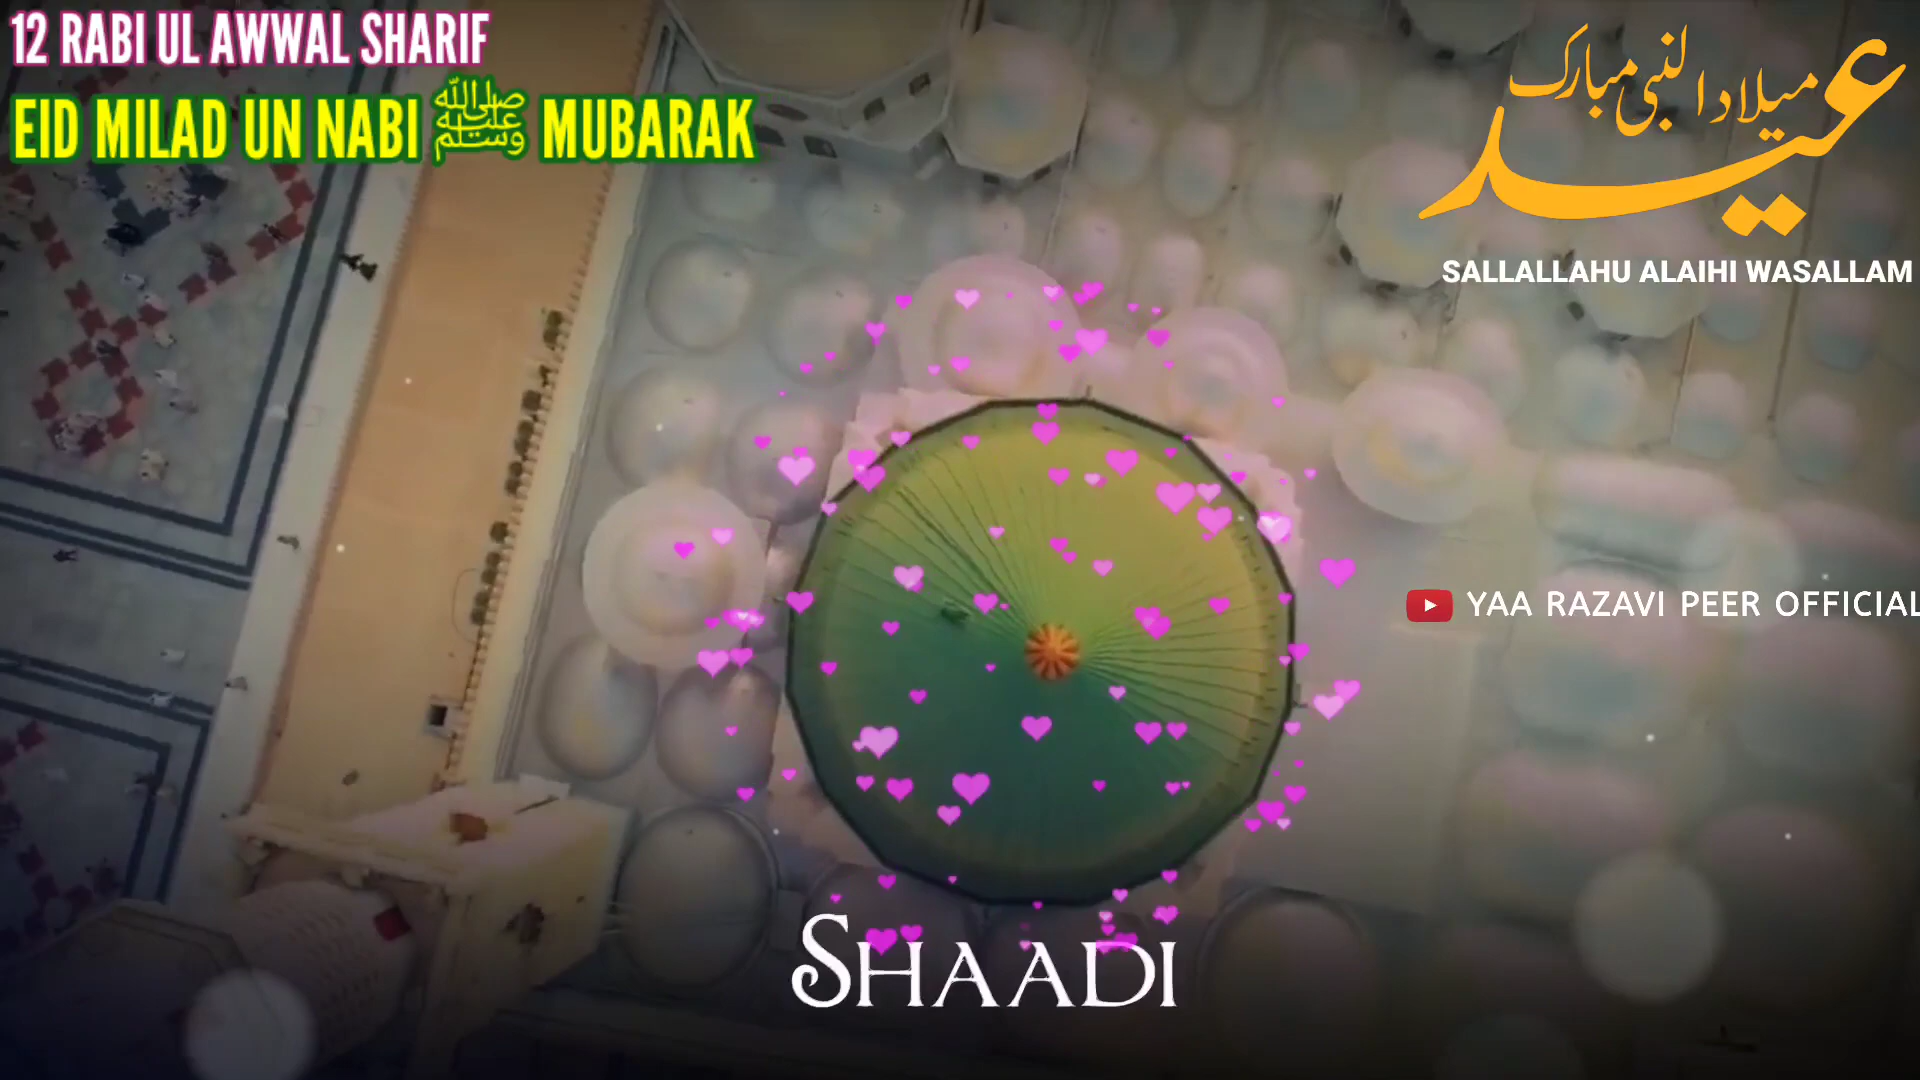 12 RABI UL AWWAL SHARIF
EID MILAD UN NABI ﷺ MUBARAK
عید میلاد النبی مبارک
SALLALLAHU ALAIHI WASALLAM
YAA RAZAVI PEER OFFICIAL
SHAADI